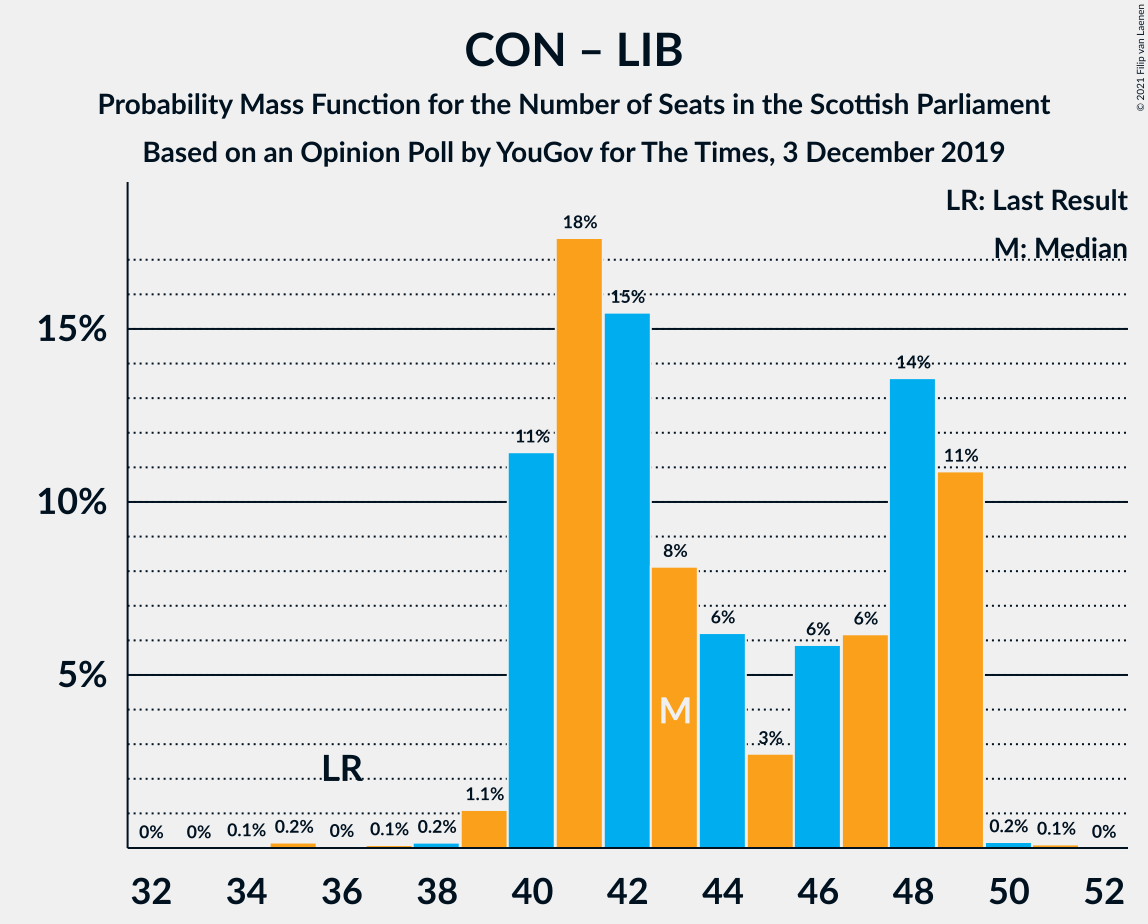 CON – LIB
Probability Mass Function for the Number of Seats in the Scottish Parliament
Based on an Opinion Poll by YouGov for The Times, 3 December 2019
© 2021 Filip van Laenen
LR: Last Result
M: Median
15%
10%
5%
0%
0%
0.1%
0.2%
0%
0.1%
0.2%
1.1%
11%
18%
15%
8%
6%
3%
6%
6%
14%
11%
0.2%
0.1%
0%
LR
M
32 34 36 38 40 42 44 46 48 50 52